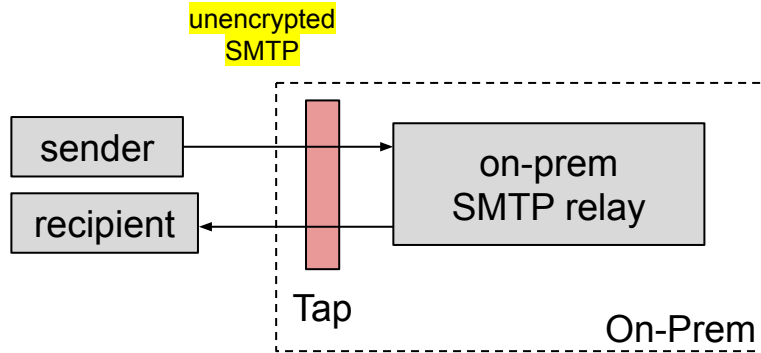 unencrypted
SMTP
sender
on-prem
SMTP relay
recipient
Tap
On-Prem